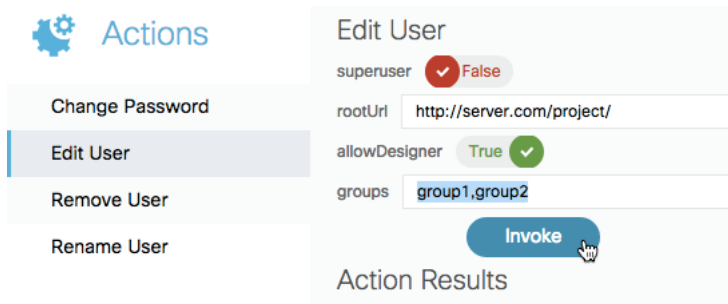 Actions
Change Password
Edit User
Remove User
Rename User
Edit User
superuser False
rootUrl http://server.com/project/
allowDesigner True
groups group1,group2
Invoke
Action Results